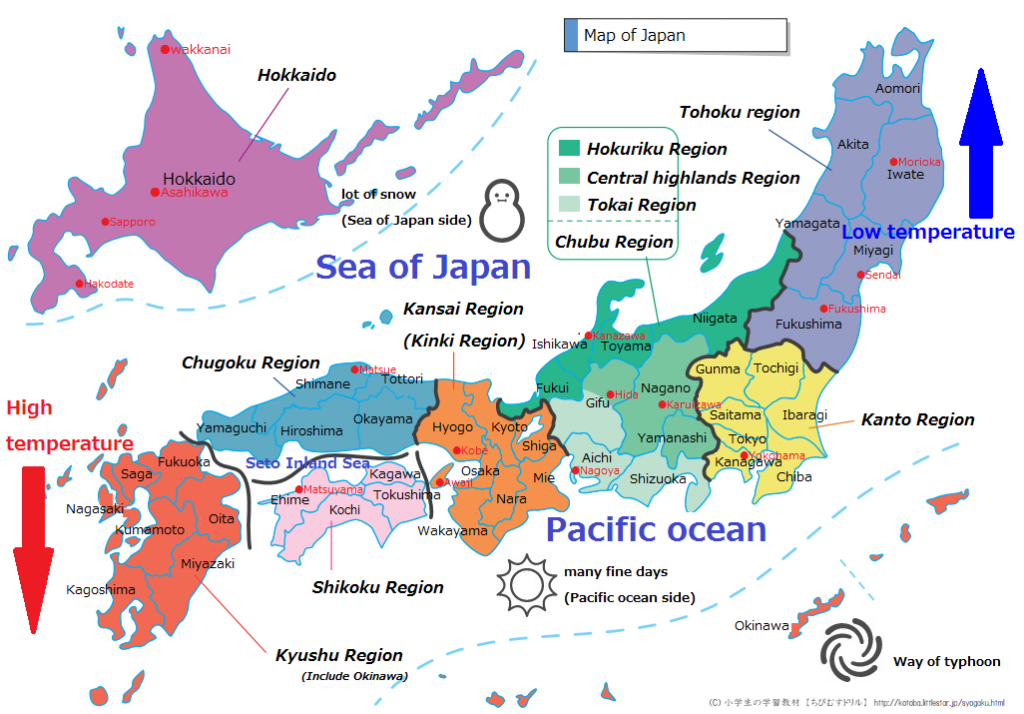 Map of Japan
wakkanai
Hokkaido
Hokkaido
Asahikawa
Sapporo
Hakodate
lot of snow
(Sea of Japan side)
Sea of Japan
Hokuriku Region
Central highlands Region
Tokai Region
Chubu Region
Tohoku region
Aomori
Akita
Morioka
Iwate
Yamagata
Low temperature
Miyagi
Sendai
Fukushima
Fukushima
Kansai Region
(Kinki Region)
Niigata
Kanazawa
Ishikawa
Toyama
Fukui
Gifu
Hida
Nagano
Karuizawa
Yamanashi
Aichi
Nagoya
Shizuoka
Gunma
Tochigi
Saitama
Ibaragi
Tokyo
Yokohama
Kanagawa
Chiba
Kanto Region
Chugoku Region
Matsue
Shimane
Tottori
Okayama
Yamaguchi
Hiroshima
Hyogo
Kyoto
Shiga
Kobe
Osaka
Mie
Awaii
Nara
Wakayama
Seto Inland Sea
Kagawa
Matsuyama
Tokushima
Ehime
Kochi
Shikoku Region
High
temperature
Fukuoka
Saga
Nagasaki
Oita
Kumamoto
Miyazaki
Kagoshima
Kyushu Region
(Include Okinawa)
Pacific ocean
many fine days
(Pacific ocean side)
Okinawa
Way of typhoon
(C) 小学生の学習教材 【ちびむすドリル】 http://kotoba.littlestar.jp/syogaku.html